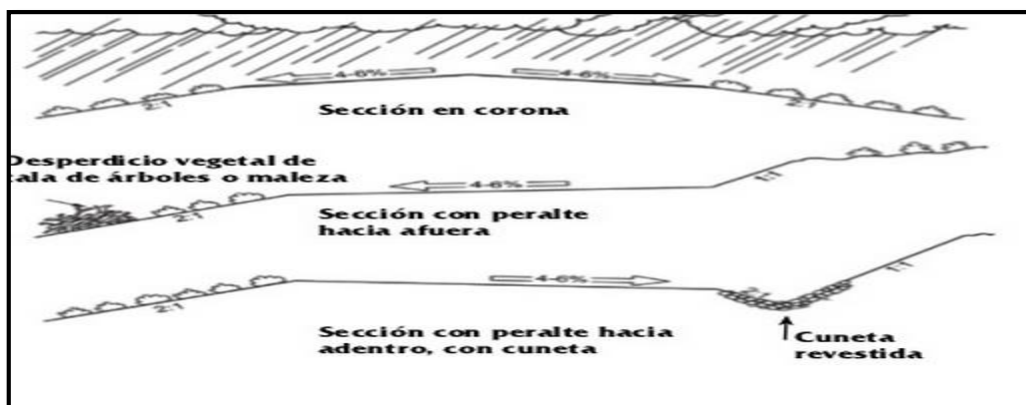 4-6% 4-6%
2:1 2:1
Sección en corona
Desperdicio vegetal de
tala de árboles o maleza
4-6%
1:1
2:1
Sección con peralte
hacia afuera
4-6%
1:1
2:1
2:1
Sección con peralte hacia
adentro, con cuneta
Cuneta
revestida